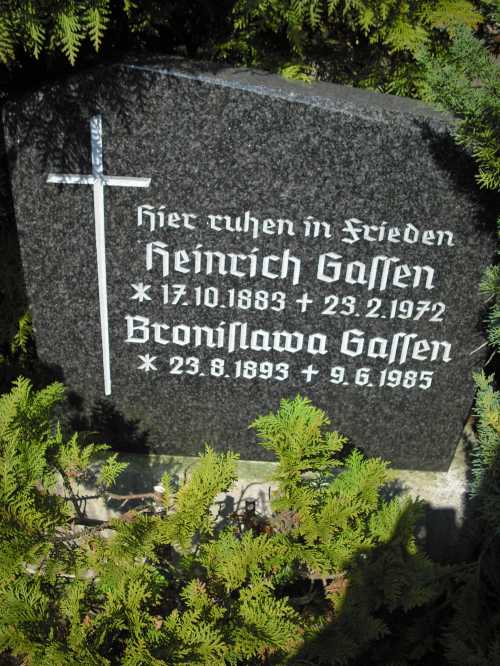 Hier ruhen in Frieden
Heinrich Gaſſen
* 17.10.1883 + 23.2.1972
Broniſlawa Gaſſen
* 23.8.1893 + 9.6.1985